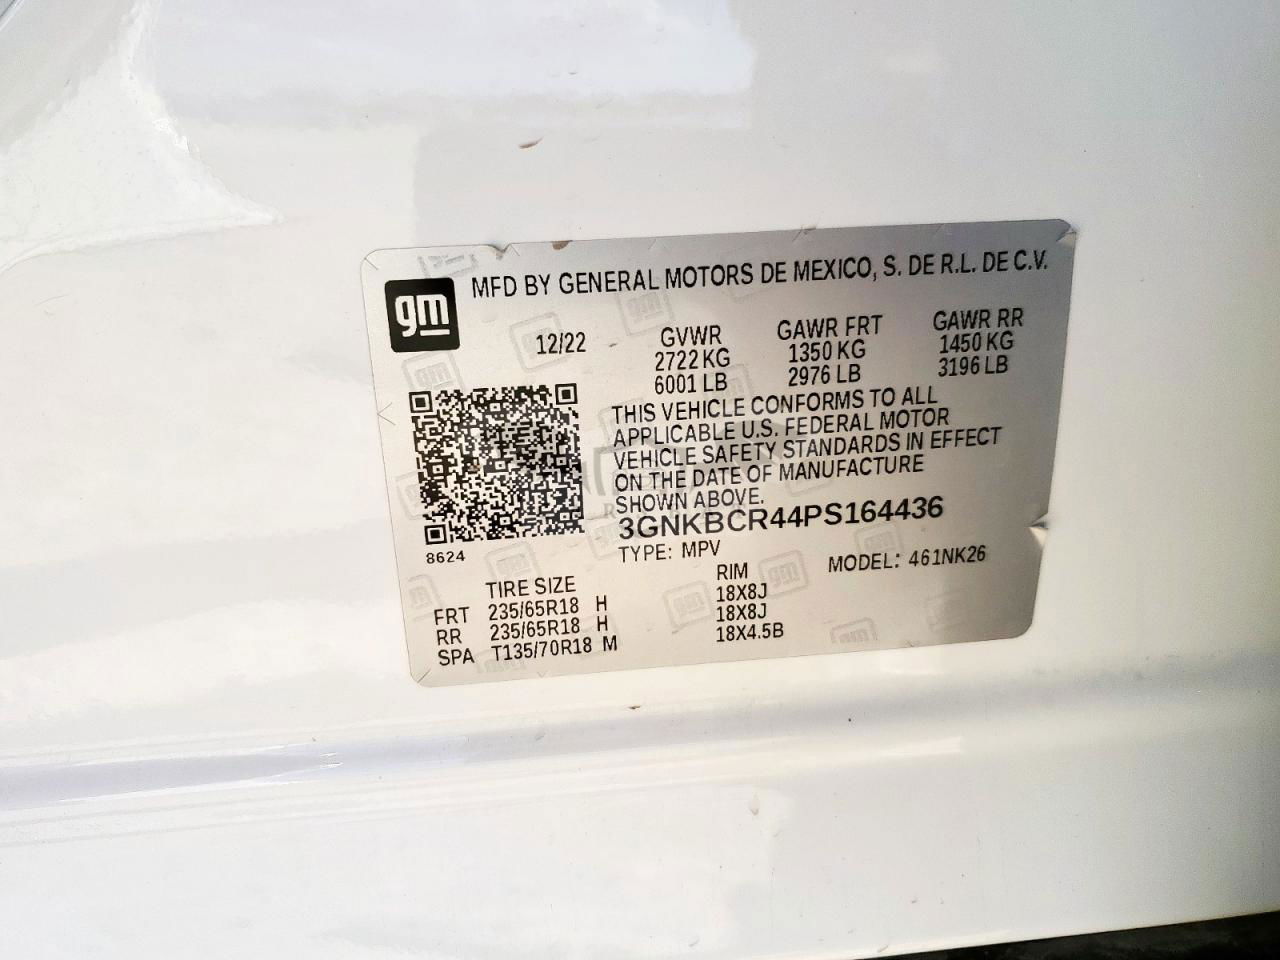 gm
MFD BY GENERAL MOTORS DE MEXICO, S. DE R.L. DE C.V.
12/22 GVWR GAWR FRT GAWR RR
2722 KG 1350 KG 1450 KG
6001 LB 2976 LB 3196 LB
THIS VEHICLE CONFORMS TO ALL
APPLICABLE U.S. FEDERAL MOTOR
VEHICLE SAFETY STANDARDS IN EFFECT
ON THE DATE OF MANUFACTURE
SHOWN ABOVE.
3GNKBCR44PS164436
8624
TYPE: MPV MODEL: 461NK26
TIRE SIZE RIM
FRT 235/65R18 H 18X8J
RR 235/65R18 H 18X8J
SPA T135/70R18 M 18X4.5B